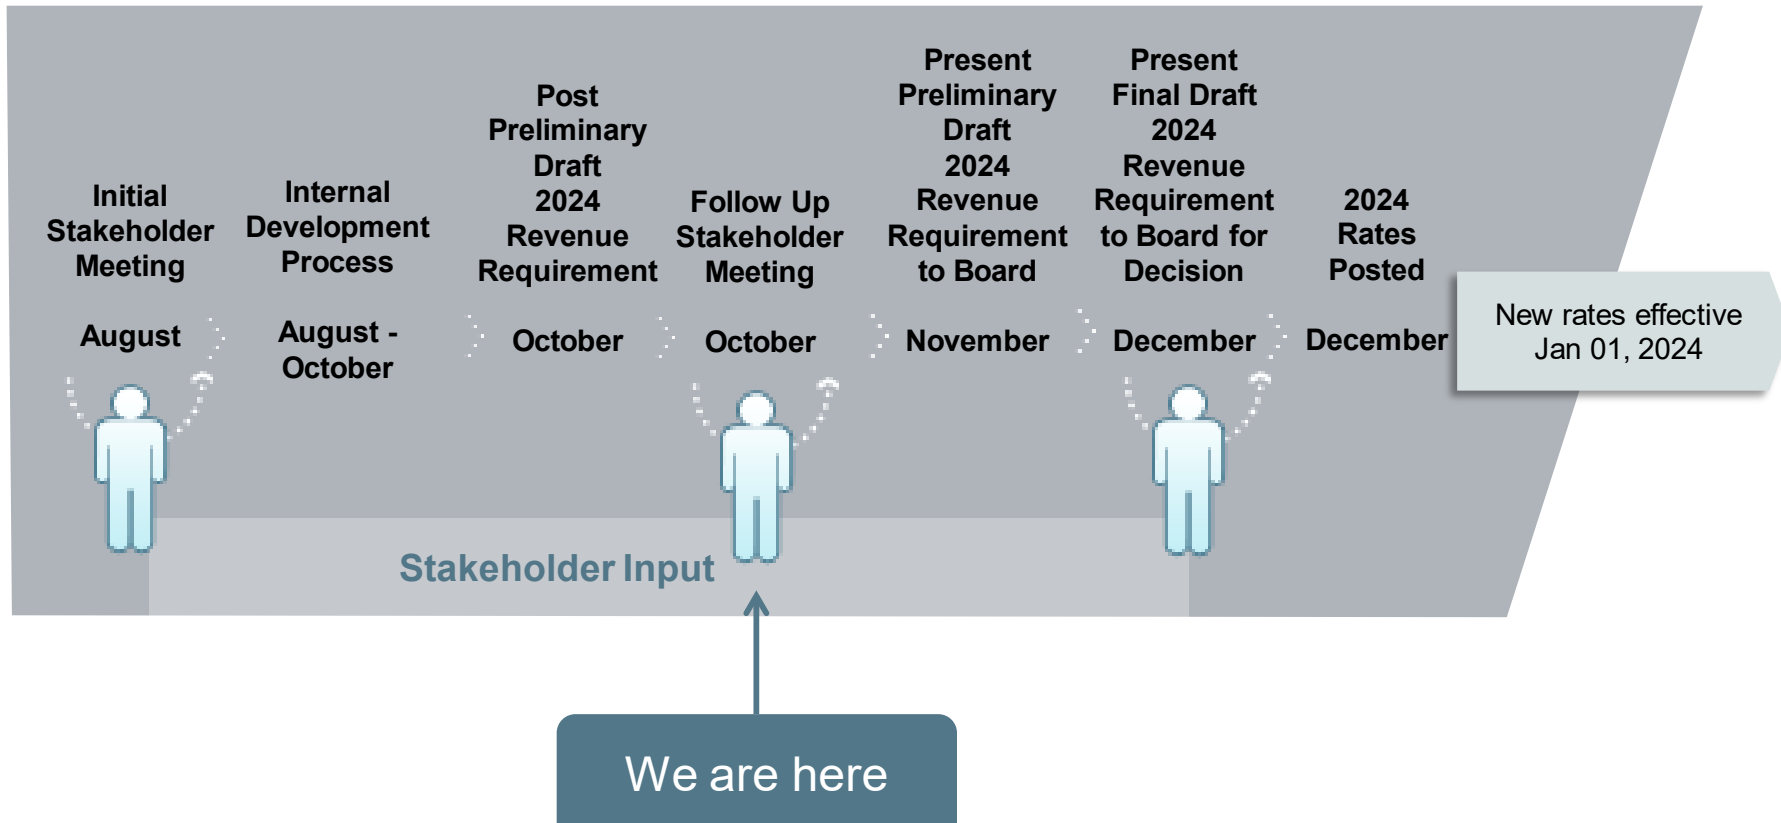 Initial
Stakeholder
Meeting
August
Internal
Development
Process
August -
October
Post
Preliminary
Draft
2024
Revenue
Requirement
October
Follow Up
Stakeholder
Meeting
October
Present
Preliminary
Draft
2024
Revenue
Requirement
to Board
November
Present
Final Draft
2024
Revenue
Requirement
to Board for
Decision
December
2024
Rates
Posted
December
New rates effective
Jan 01, 2024
Stakeholder Input
We are here